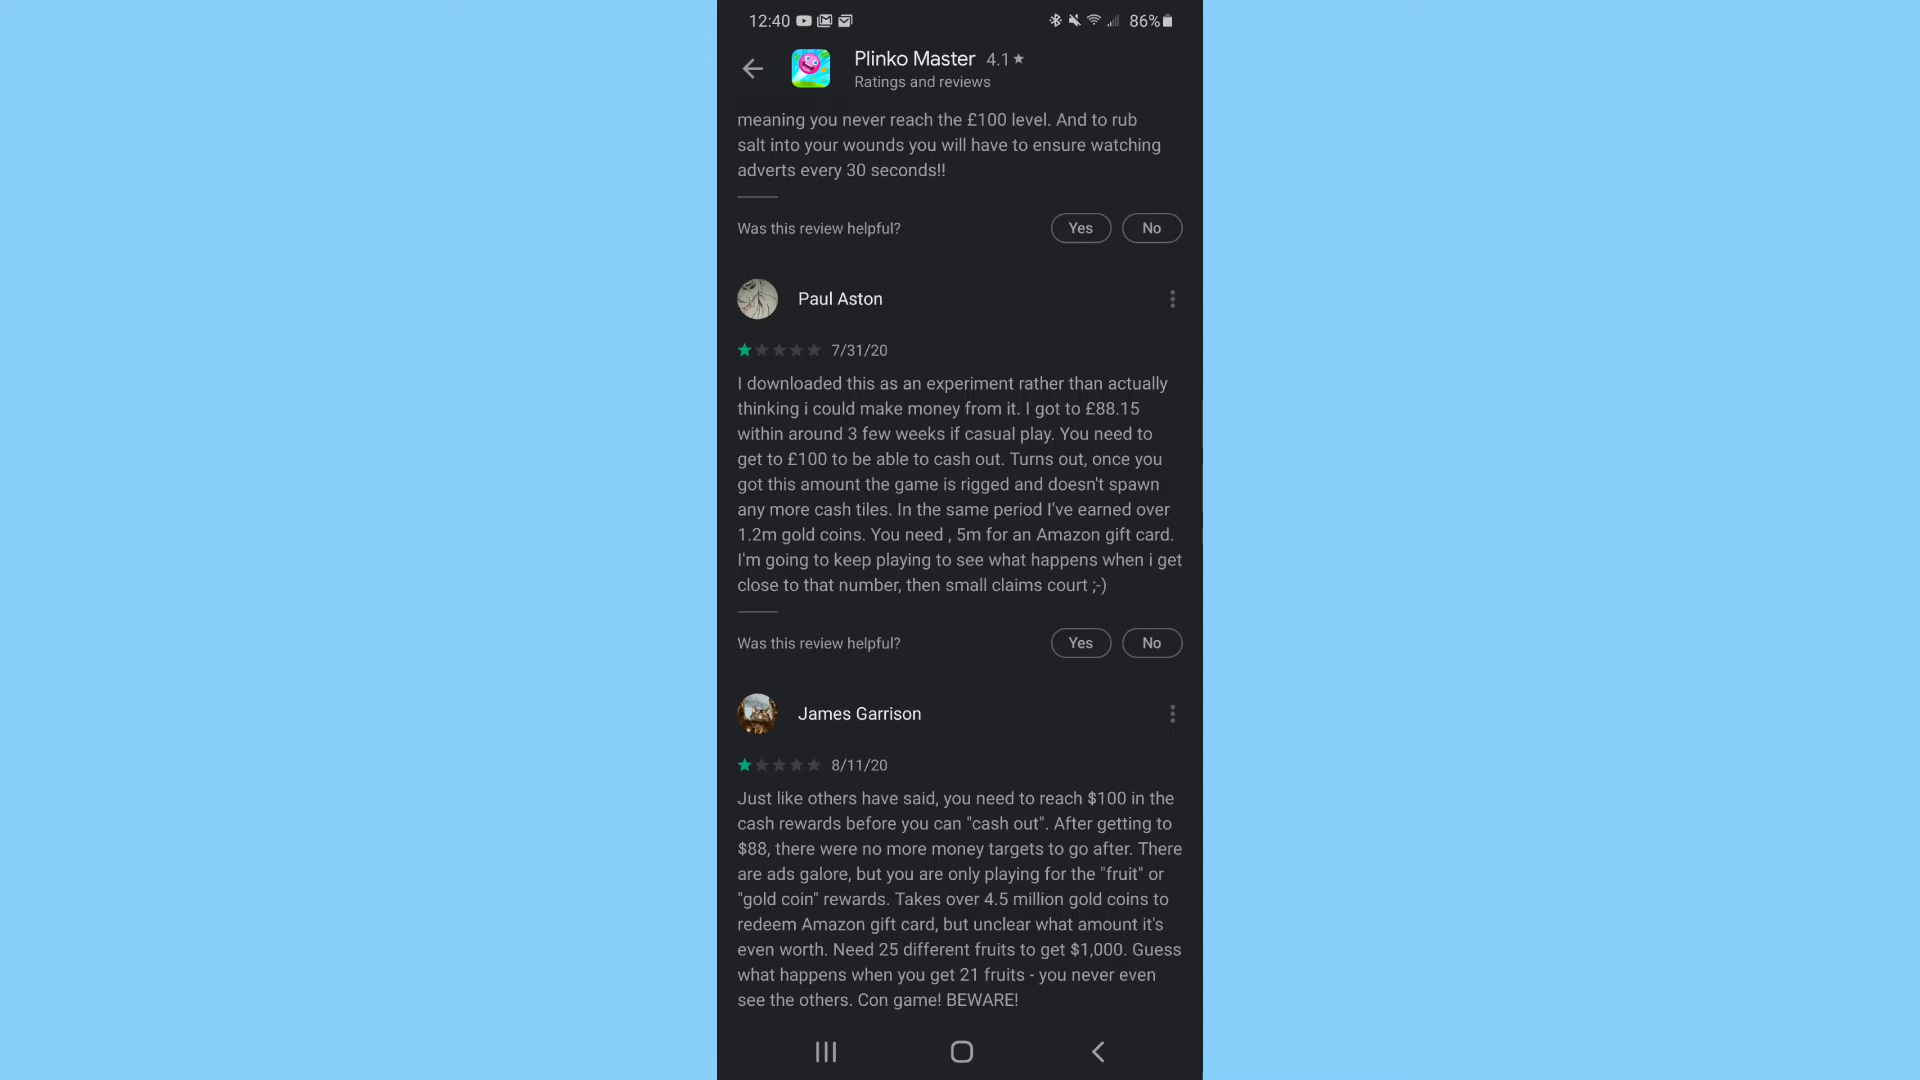 12:40
86%
Plinko Master 4.1★
Ratings and reviews
meaning you never reach the £100 level. And to rub
salt into your wounds you will have to ensure watching
adverts every 30 seconds!!
Was this review helpful? Yes No
Paul Aston
7/31/20
I downloaded this as an experiment rather than actually
thinking i could make money from it. I got to £88.15
within around 3 few weeks if casual play. You need to
get to £100 to be able to cash out. Turns out, once you
got this amount the game is rigged and doesn't spawn
any more cash tiles. In the same period I've earned over
1.2m gold coins. You need , 5m for an Amazon gift card.
I'm going to keep playing to see what happens when i get
close to that number, then small claims court ;-)
Was this review helpful? Yes No
James Garrison
8/11/20
Just like others have said, you need to reach $100 in the
cash rewards before you can "cash out". After getting to
$88, there were no more money targets to go after. There
are ads galore, but you are only playing for the "fruit" or
"gold coin" rewards. Takes over 4.5 million gold coins to
redeem Amazon gift card, but unclear what amount it's
even worth. Need 25 different fruits to get $1,000. Guess
what happens when you get 21 fruits - you never even
see the others. Con game! BEWARE!